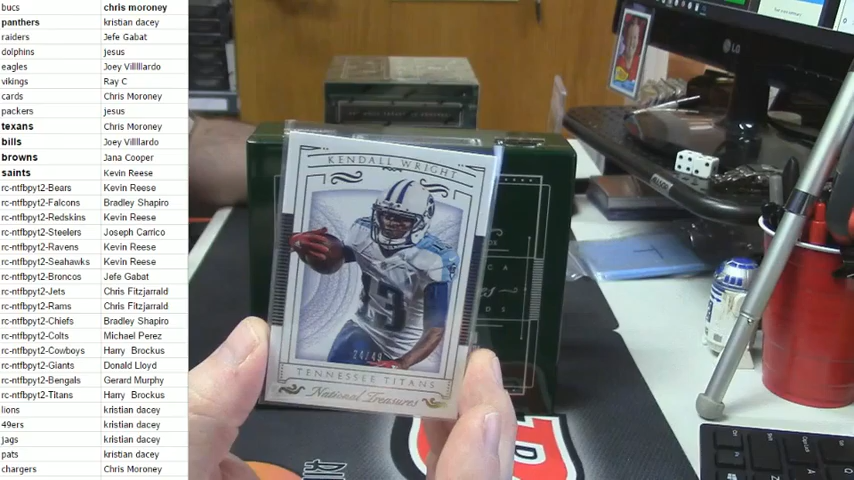 bucs chris moroney
panthers kristian dacey
raiders Jefe Gabat
dolphins jesus
eagles Joey Villlllardo
vikings Ray C
cards Chris Moroney
packers jesus
texans Chris Moroney
bills Joey Villlllardo
browns Jana Cooper
saints Kevin Reese
rc-ntfbpyt2-Bears Kevin Reese
rc-ntfbpyt2-Falcons Bradley Shapiro
rc-ntfbpyt2-Redskins Kevin Reese
rc-ntfbpyt2-Steelers Joseph Carrico
rc-ntfbpyt2-Ravens Kevin Reese
rc-ntfbpyt2-Seahawks Kevin Reese
rc-ntfbpyt2-Broncos Jefe Gabat
rc-ntfbpyt2-Jets Chris Fitzjarrald
rc-ntfbpyt2-Rams Chris Fitzjarrald
rc-ntfbpyt2-Chiefs Bradley Shapiro
rc-ntfbpyt2-Colts Michael Perez
rc-ntfbpyt2-Cowboys Harry Brockus
rc-ntfbpyt2-Giants Donald Lloyd
rc-ntfbpyt2-Bengals Gerard Murphy
rc-ntfbpyt2-Titans Harry Brockus
lions kristian dacey
49ers kristian dacey
jags kristian dacey
pats kristian dacey
chargers Chris Moroney
KENDALL WRIGHT
13
TENNESSEE TITANS
National Treasures
LG